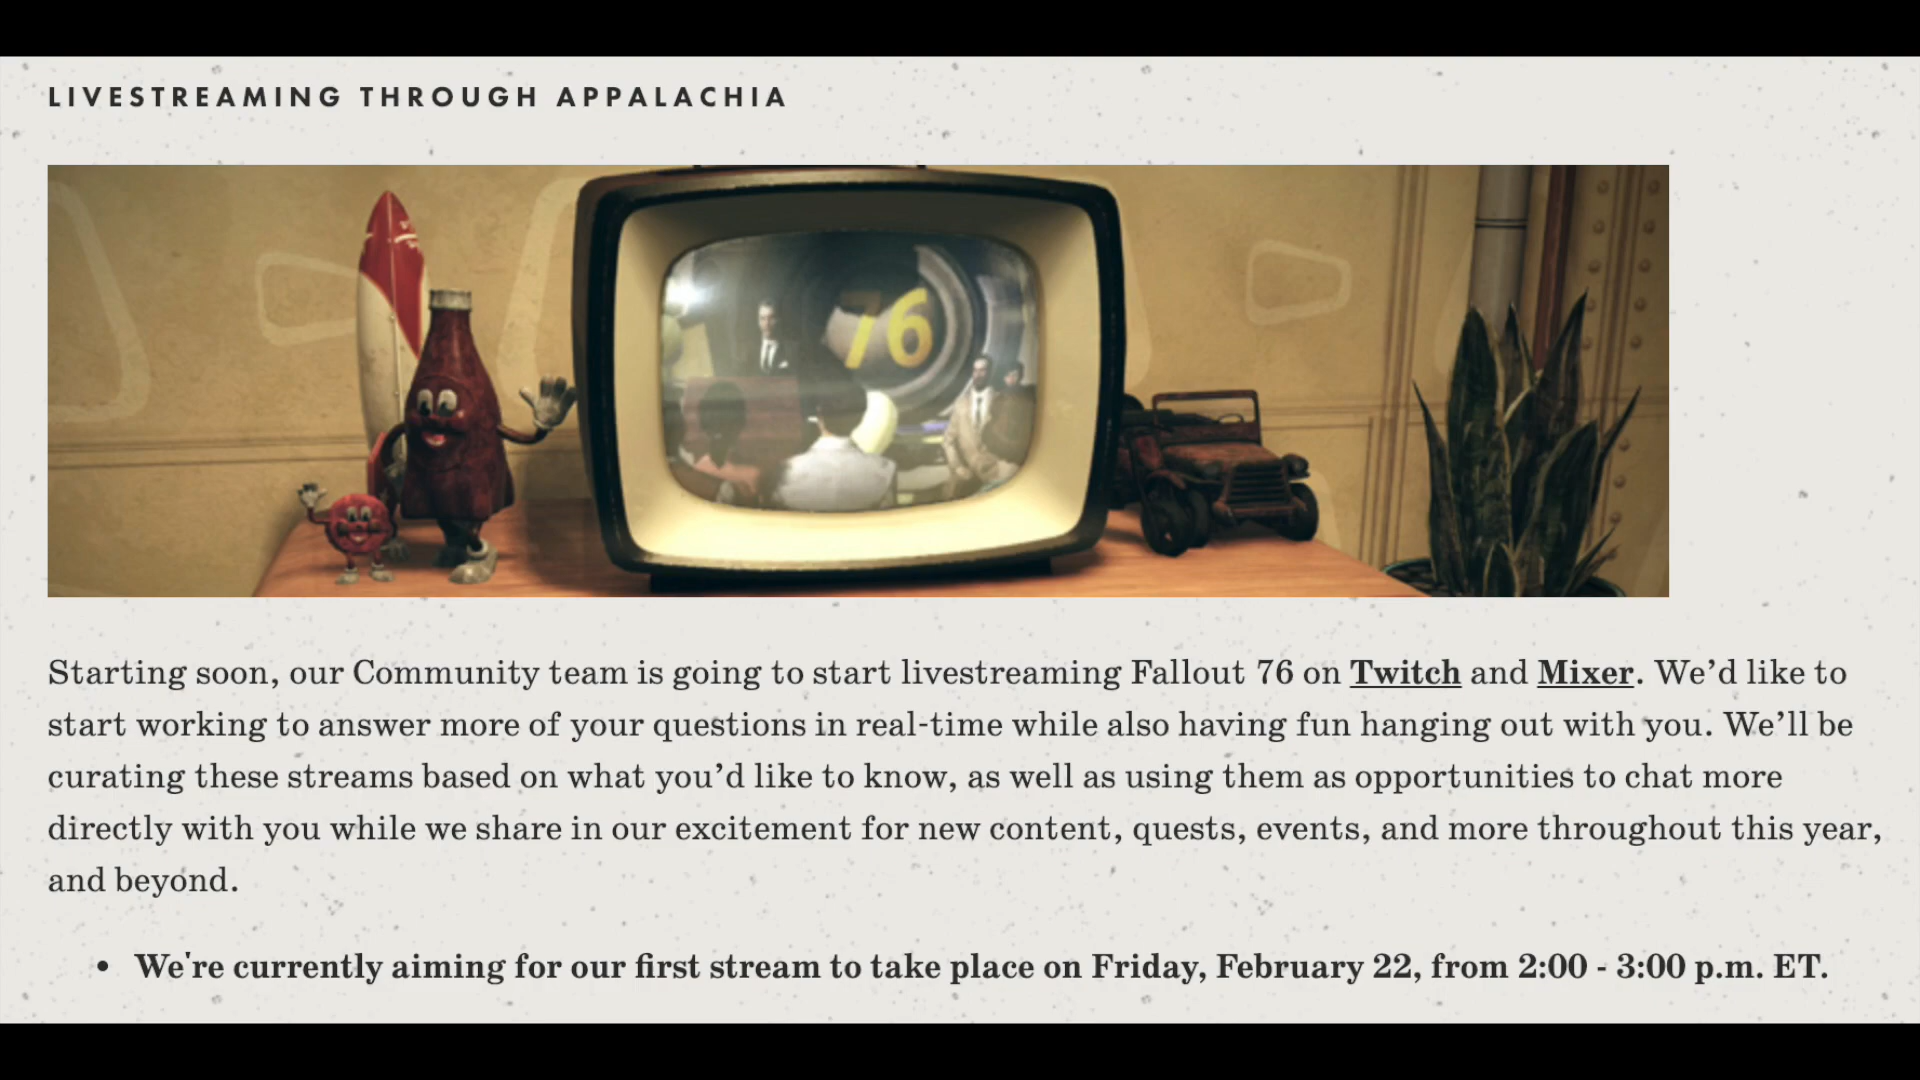 LIVESTREAMING THROUGH APPALACHIA
76
Starting soon, our Community team is going to start livestreaming Fallout 76 on Twitch and Mixer. We’d like to
start working to answer more of your questions in real-time while also having fun hanging out with you. We’ll be
curating these streams based on what you’d like to know, as well as using them as opportunities to chat more
directly with you while we share in our excitement for new content, quests, events, and more throughout this year,
and beyond.
• We're currently aiming for our first stream to take place on Friday, February 22, from 2:00 - 3:00 p.m. ET.